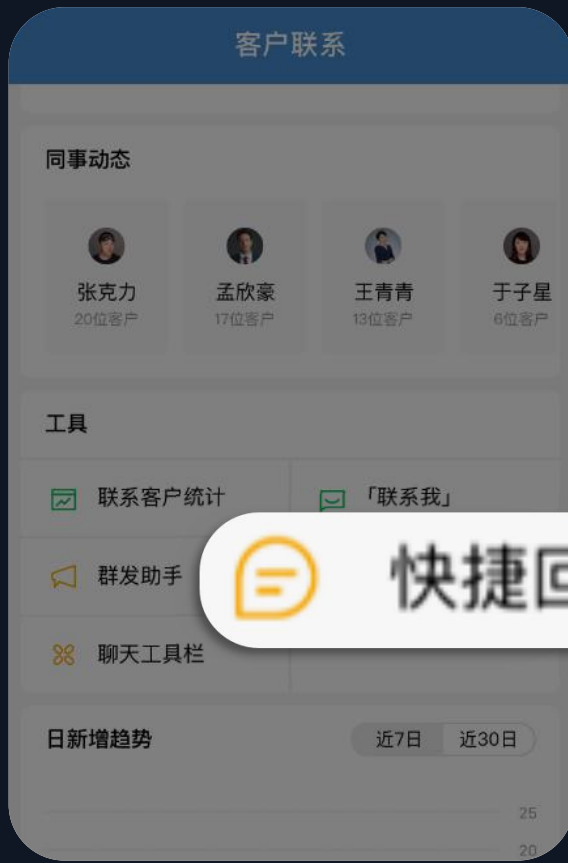 客户联系
同事动态
张克力 孟欣豪 王青青 于子星
20位客户 17位客户 13位客户 6位客户
工具
联系客户统计 「联系我」
群发助手 快捷回
聊天工具栏
日新增趋势 近7日 近30日
25
20